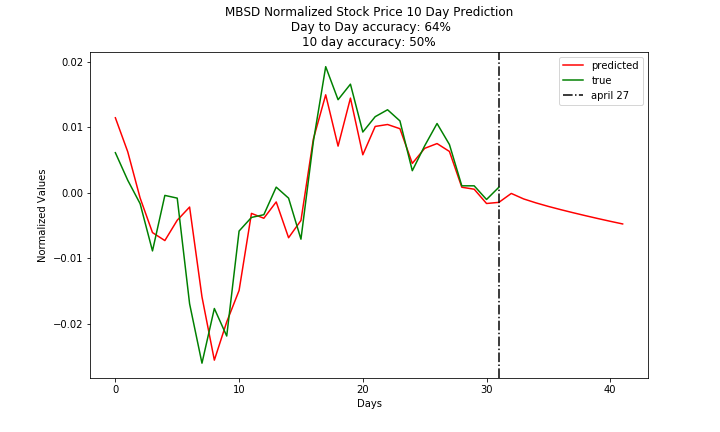 MBSD Normalized Stock Price 10 Day Prediction
Day to Day accuracy: 64%
10 day accuracy: 50%
predicted
true
april 27
0.02
0.01
0.00
−0.01
−0.02
Normalized Values
0 10 20 30 40
Days